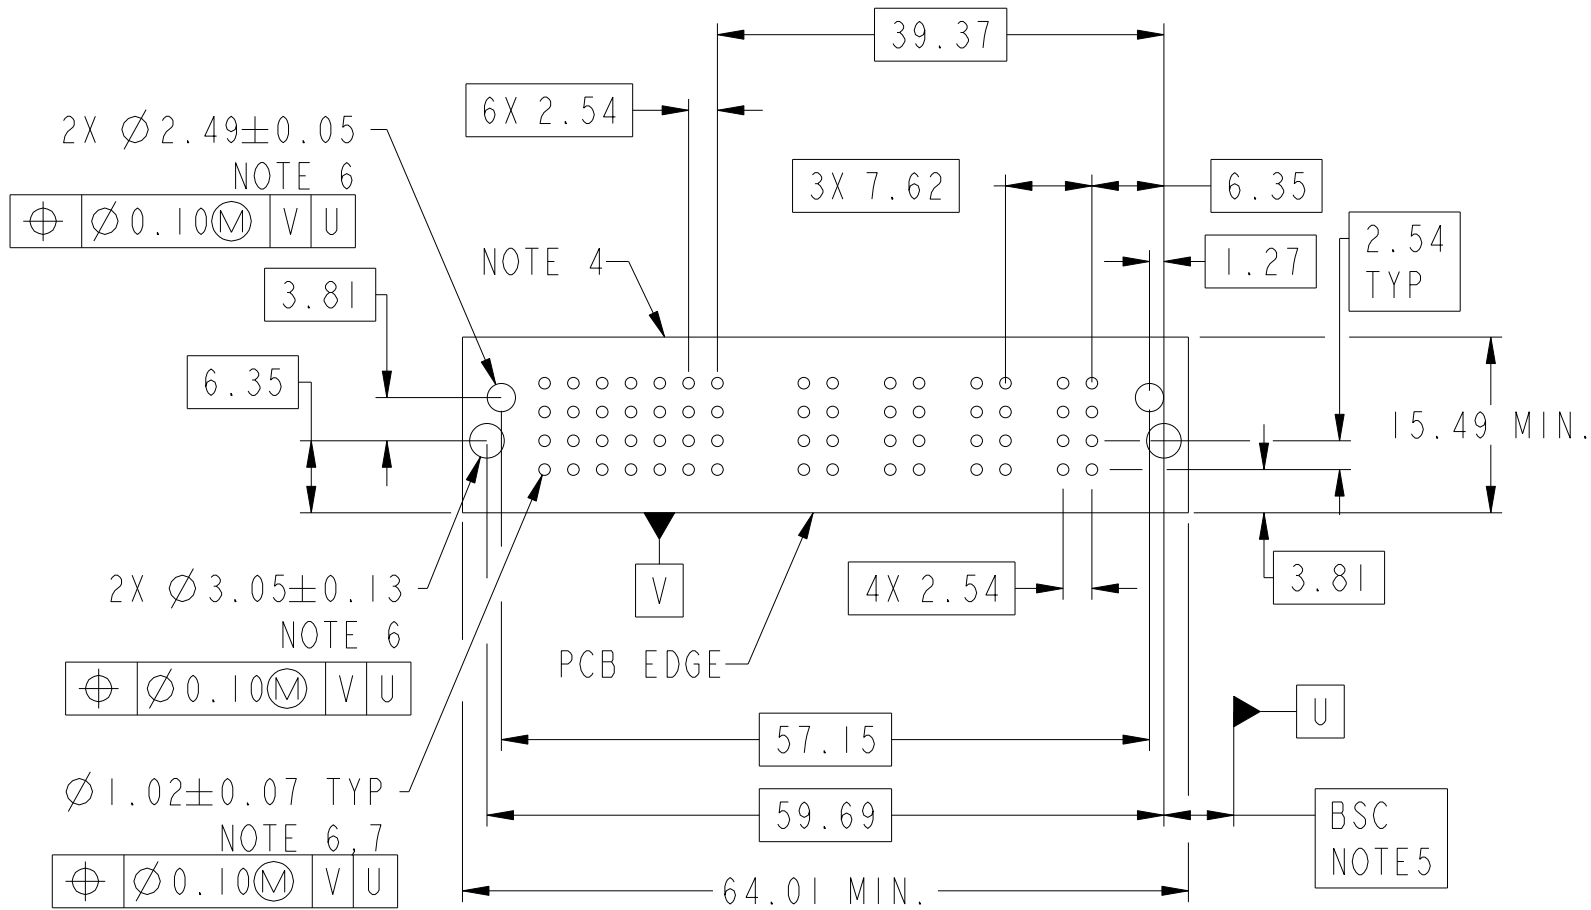 39.37
6X 2.54
2X ∅2.49±0.05
NOTE 6
⌖ ∅0.10Ⓜ V U
3X 7.62
6.35
2.54
TYP
NOTE 4
1.27
3.81
6.35
15.49 MIN.
2X ∅3.05±0.13
NOTE 6
⌖ ∅0.10Ⓜ V U
V
4X 2.54
3.81
PCB EDGE
57.15
U
∅1.02±0.07 TYP
NOTE 6,7
⌖ ∅0.10Ⓜ V U
59.69
BSC
NOTE5
64.01 MIN.